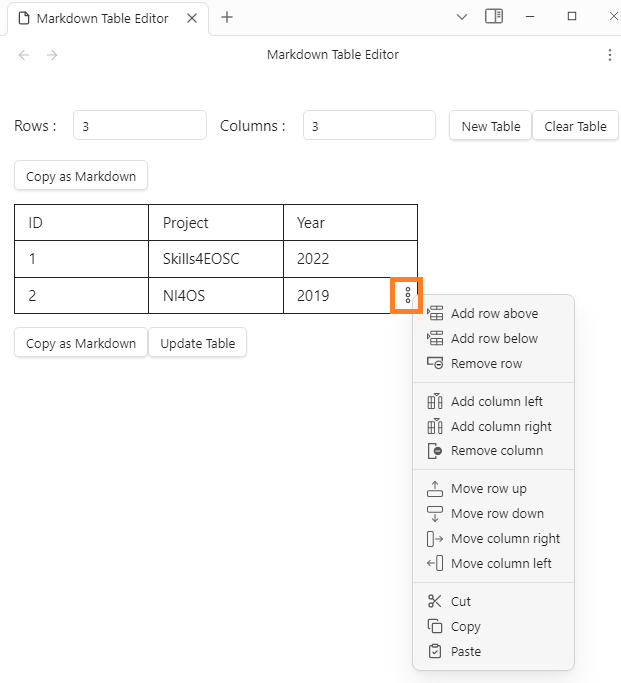 Markdown Table Editor
Markdown Table Editor
Rows : 3 Columns : 3 New Table Clear Table
Copy as Markdown
ID Project Year
1 Skills4EOSC 2022
2 NI4OS 2019
Copy as Markdown Update Table
Add row above
Add row below
Remove row
Add column left
Add column right
Remove column
Move row up
Move row down
Move column right
Move column left
Cut
Copy
Paste